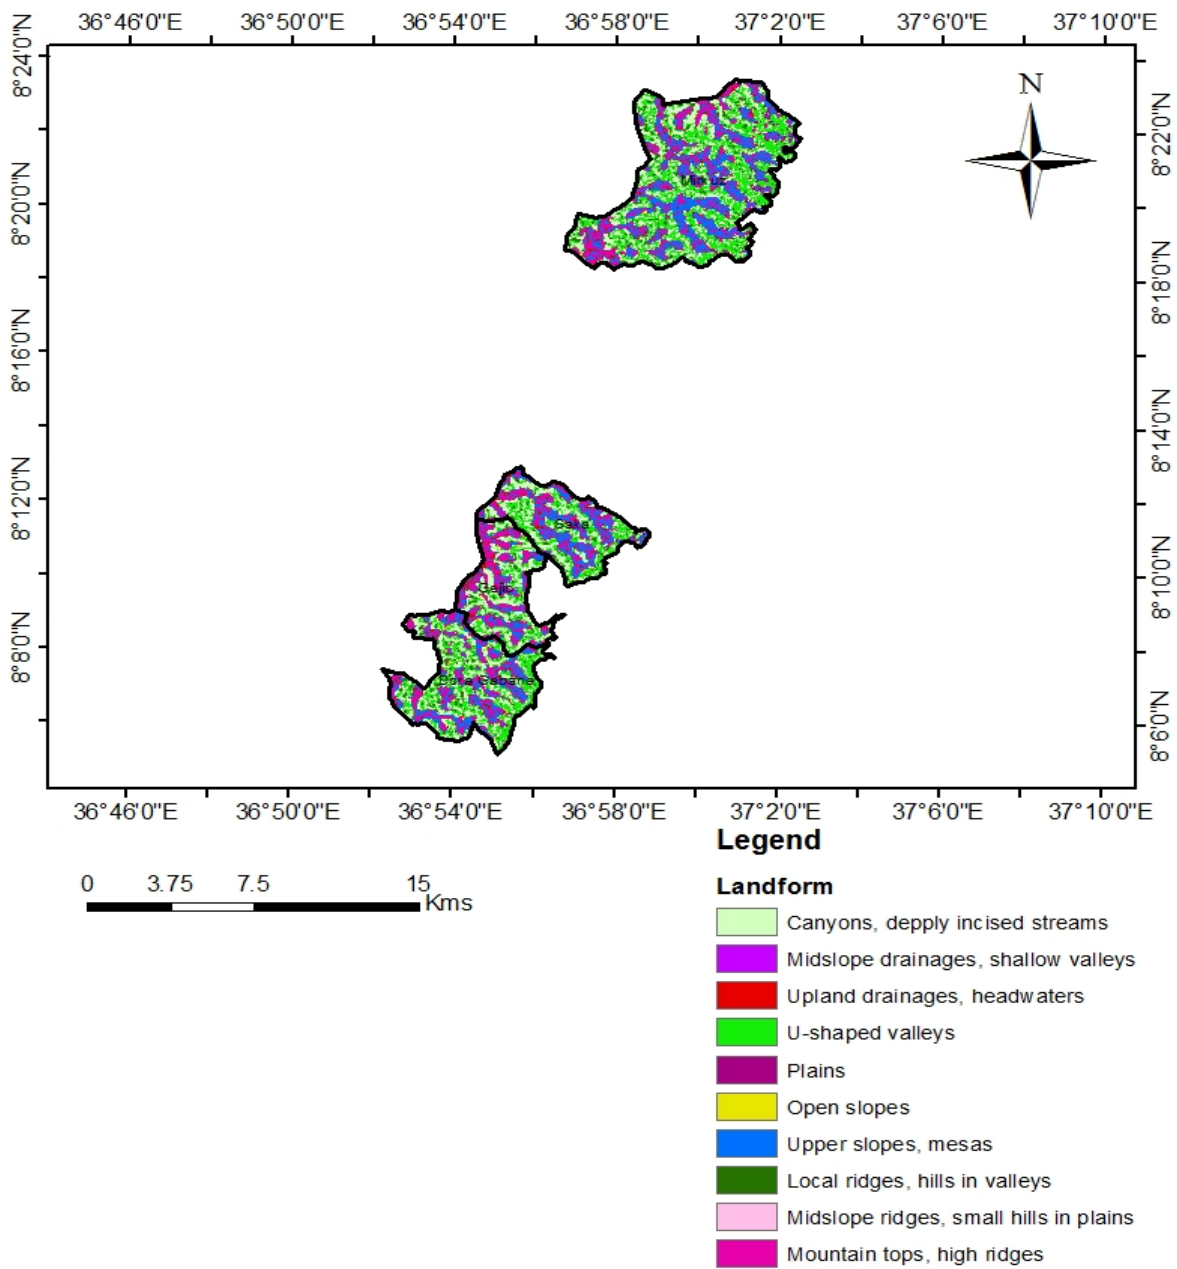 36°46'0"E 36°50'0"E 36°54'0"E 36°58'0"E 37°2'0"E 37°6'0"E 37°10'0"E
8°24'0"N
8°22'0"N
8°20'0"N
8°18'0"N
8°16'0"N
8°14'0"N
8°12'0"N
8°10'0"N
8°8'0"N
8°6'0"N
N
Saka
Gejib
36°46'0"E 36°50'0"E 36°54'0"E 36°58'0"E 37°2'0"E 37°6'0"E 37°10'0"E
0 3.75 7.5 15
Kms
Legend
Landform
Canyons, depply incised streams
Midslope drainages, shallow valleys
Upland drainages, headwaters
U-shaped valleys
Plains
Open slopes
Upper slopes, mesas
Local ridges, hills in valleys
Midslope ridges, small hills in plains
Mountain tops, high ridges